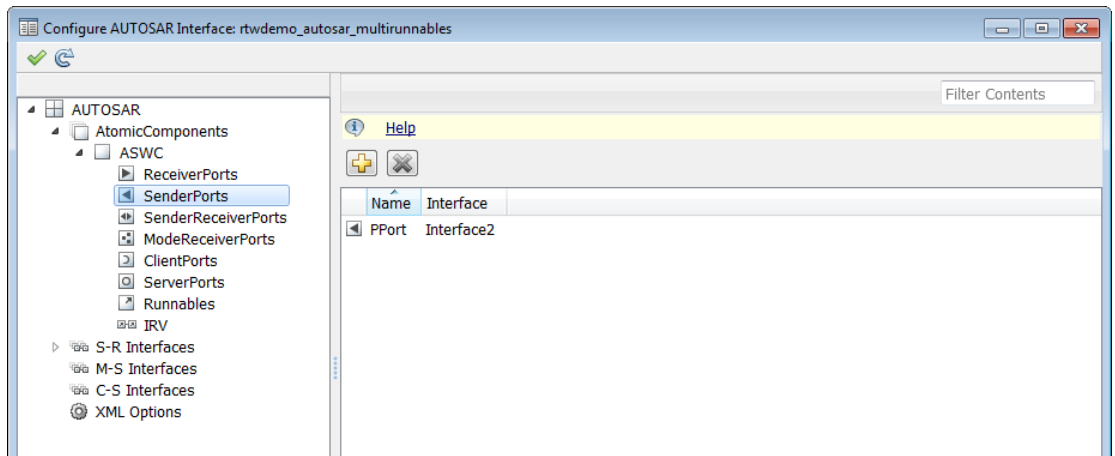 Configure AUTOSAR Interface: rtwdemo_autosar_multirunnables
Filter Contents
AUTOSAR
AtomicComponents
ASWC
ReceiverPorts
SenderPorts
SenderReceiverPorts
ModeReceiverPorts
ClientPorts
ServerPorts
Runnables
IRV
S-R Interfaces
M-S Interfaces
C-S Interfaces
XML Options
Help
Name Interface
PPort Interface2